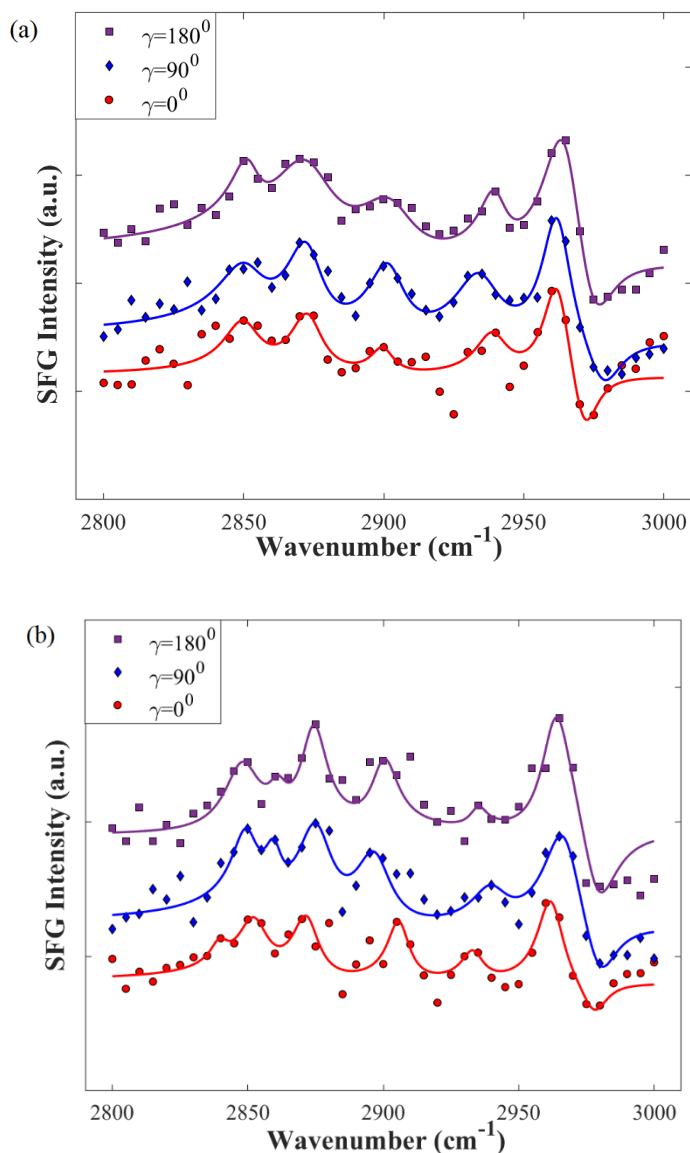 (a)
γ=180⁰
γ=90⁰
γ=0⁰
SFG Intensity (a.u.)
2800 2850 2900 2950 3000
Wavenumber (cm⁻¹)
(b)
γ=180⁰
γ=90⁰
γ=0⁰
SFG Intensity (a.u.)
2800 2850 2900 2950 3000
Wavenumber (cm⁻¹)